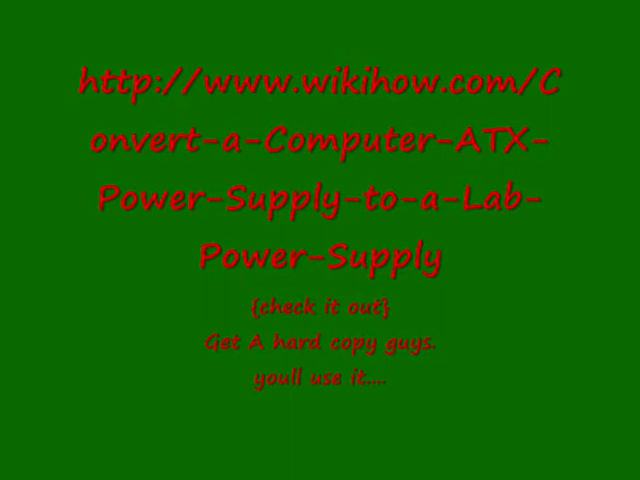 http://www.wikihow.com/C
onvert-a-Computer-ATX-
Power-Supply-to-a-Lab-
Power-Supply
{check it out}
Get A hard copy guys.
youll use it....